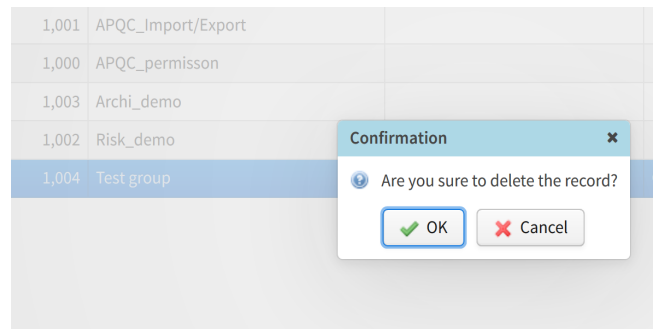 1,001 APQC_Import/Export
1,000 APQC_permisson
1,003 Archi_demo
1,002 Risk_demo
1,004 Test group
Confirmation
Are you sure to delete the record?
OK Cancel